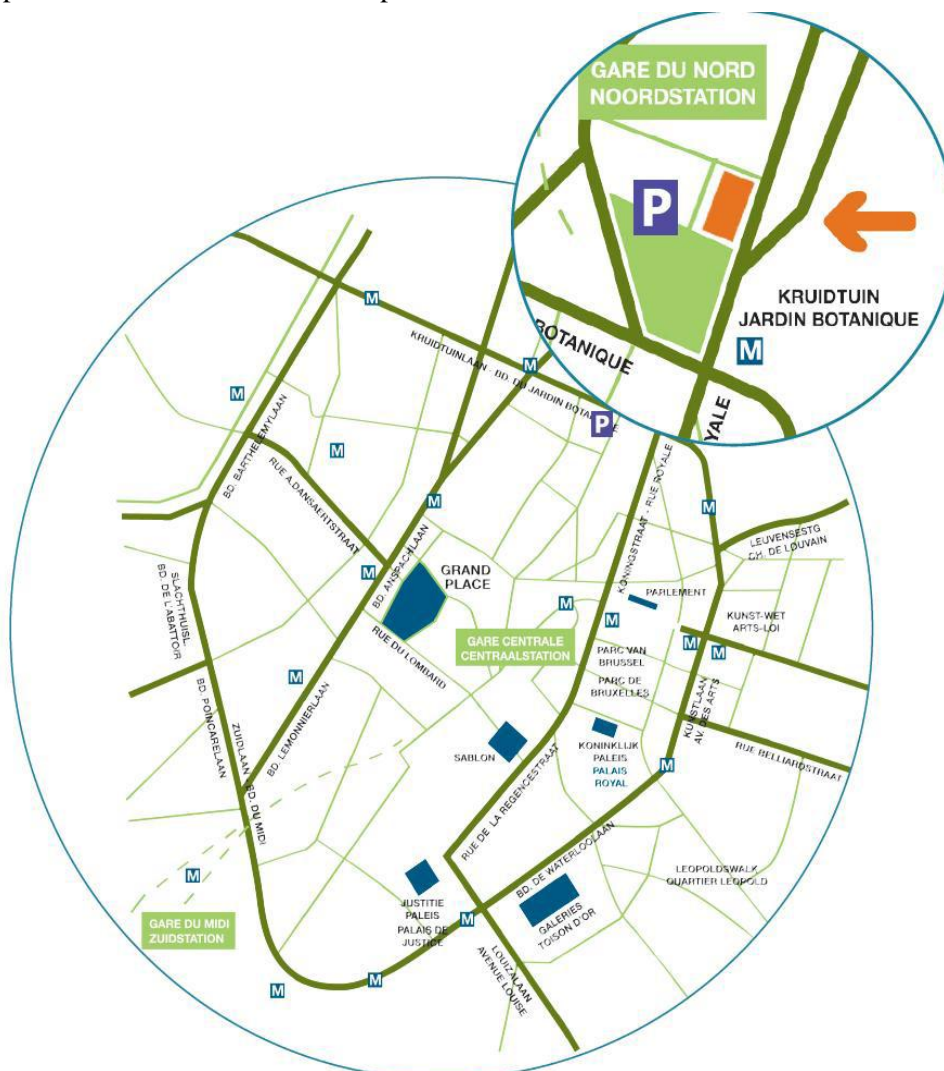 GARE DU NORD
NOORDSTATION
P
KRUIDTUIN
JARDIN BOTANIQUE
M
BOTANIQUE
YALE
M
KRUIDTUINLAAN - BD. DU JARDIN
M
P
M
M
BD. BARTHELEMYLAAN
RUE A.DANSAERTSTRAAT
M
M
KONINGSTRAAT - RUE ROYALE
LEUVENSESTG
CH. DE LOUVAIN
BD. ANSPACHLAAN
M
GRAND
PLACE
SLACHTHUISL.
BD. DE L'ABATTOIR
M
M
PARLEMENT
KUNST-WET
ARTS-LOI
RUE DU LOMBARD
GARE CENTRALE
CENTRAALSTATION
M
M
PARC VAN
BRUSSEL
PARC DE
BRUXELLES
M
BD. POINCARELAAN
ZUIDLAAN
BD. DU MIDI
BD. LEMONNIERLAAN
KUNSTLAAN
AV. DES ARTS
RUE BELLIARDSTRAAT
SABLON
KONINKLIJK
PALEIS
PALAIS
ROYAL
M
RUE DE LA REGENCESTRAAT
BD. DE WATERLOOLAAN
LEOPOLDSWALK
QUARTIER LEOPOLD
M
GARE DU MIDI
ZUIDSTATION
JUSTITIE
PALEIS
PALAIS DE
JUSTICE
M
GALERIES
TOISON D'OR
LOUIZALAAN
AVENUE LOUISE
M
M